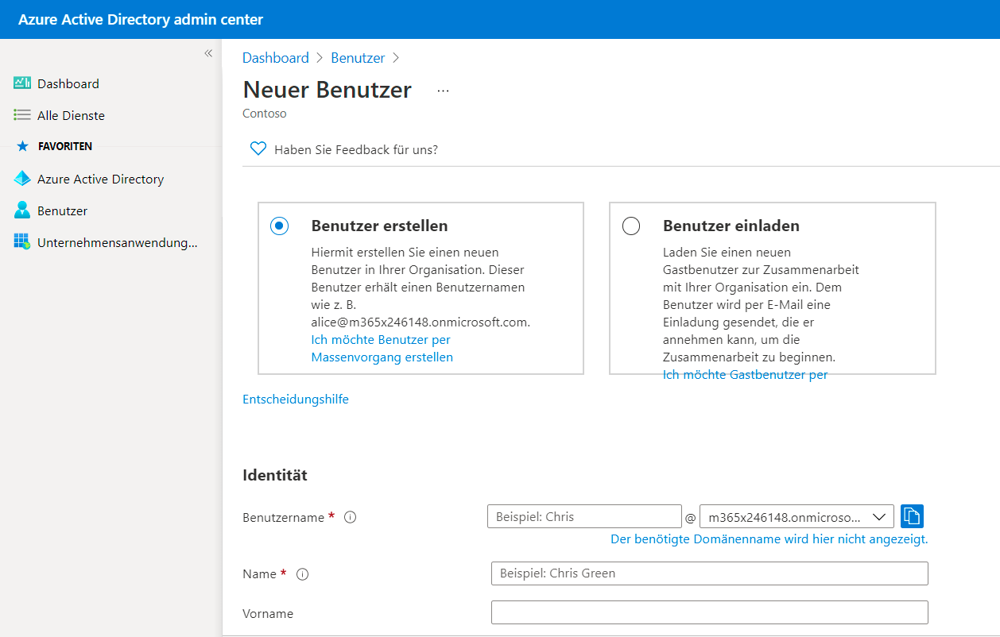 Azure Active Directory admin center
Dashboard
Alle Dienste
FAVORITEN
Azure Active Directory
Benutzer
Unternehmensanwendung...
Dashboard > Benutzer >
Neuer Benutzer ...
Contoso
Haben Sie Feedback für uns?
Benutzer erstellen
Hiermit erstellen Sie einen neuen
Benutzer in Ihrer Organisation. Dieser
Benutzer erhält einen Benutzernamen
wie z. B.
alice@m365x246148.onmicrosoft.com.
Ich möchte Benutzer per
Massenvorgang erstellen
Benutzer einladen
Laden Sie einen neuen
Gastbenutzer zur Zusammenarbeit
mit Ihrer Organisation ein. Dem
Benutzer wird per E-Mail eine
Einladung gesendet, die er
annehmen kann, um die
Zusammenarbeit zu beginnen.
Ich möchte Gastbenutzer per
Entscheidungshilfe
Identität
Benutzername * Beispiel: Chris @ m365x246148.onmicroso...
Der benötigte Domänenname wird hier nicht angezeigt.
Name * Beispiel: Chris Green
Vorname